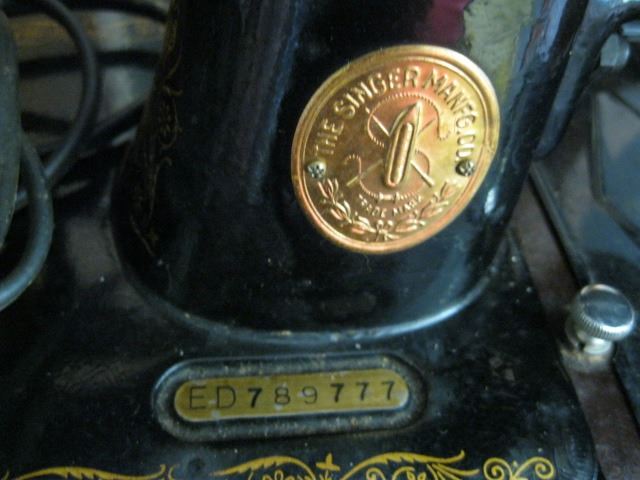 THE SINGER MANFG. CO.
TRADE MARK
ED789777